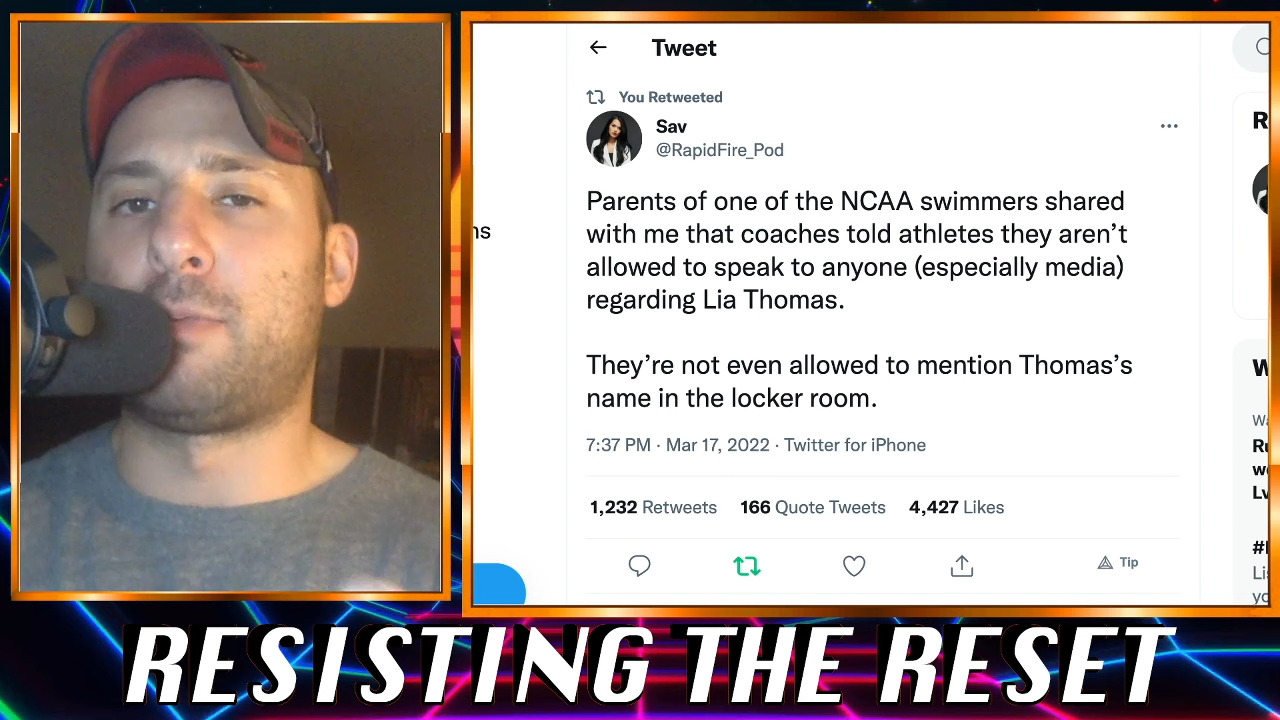 Tweet
You Retweeted
Sav
@RapidFire_Pod
Parents of one of the NCAA swimmers shared
with me that coaches told athletes they aren’t
allowed to speak to anyone (especially media)
regarding Lia Thomas.
They’re not even allowed to mention Thomas’s
name in the locker room.
7:37 PM · Mar 17, 2022 · Twitter for iPhone
1,232 Retweets 166 Quote Tweets 4,427 Likes
Tip
RESISTING THE RESET